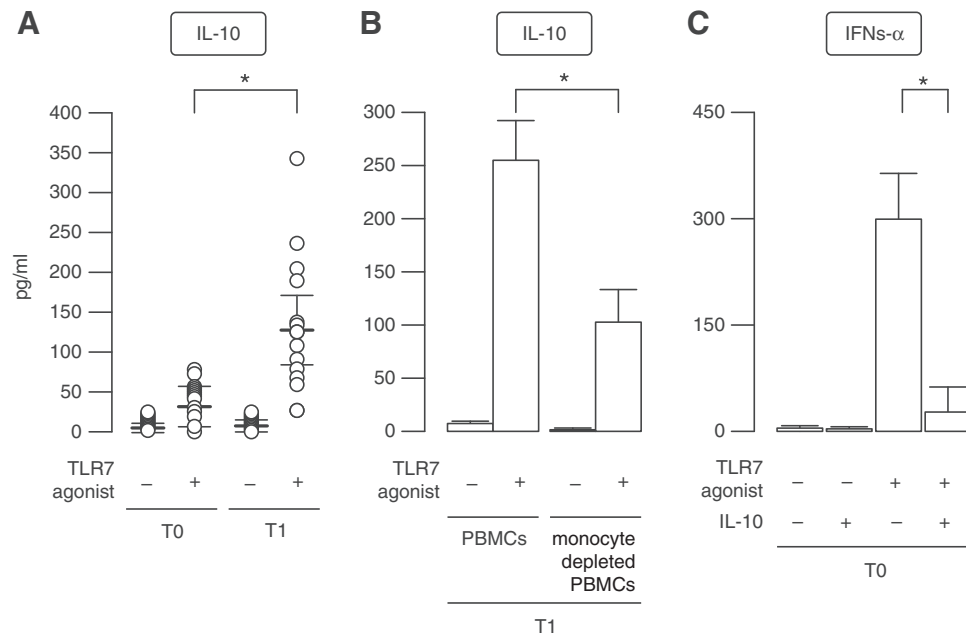 A
IL-10
*
400
350
300
250
200
150
100
50
0
pg/ml
TLR7
agonist
– + – +
T0 T1
B
IL-10
*
300
250
200
150
100
50
0
TLR7
agonist
– + – +
PBMCs monocyte
depleted
PBMCs
T1
C
IFNs-α
*
450
300
150
0
TLR7
agonist
– – + +
IL-10 – + – +
T0